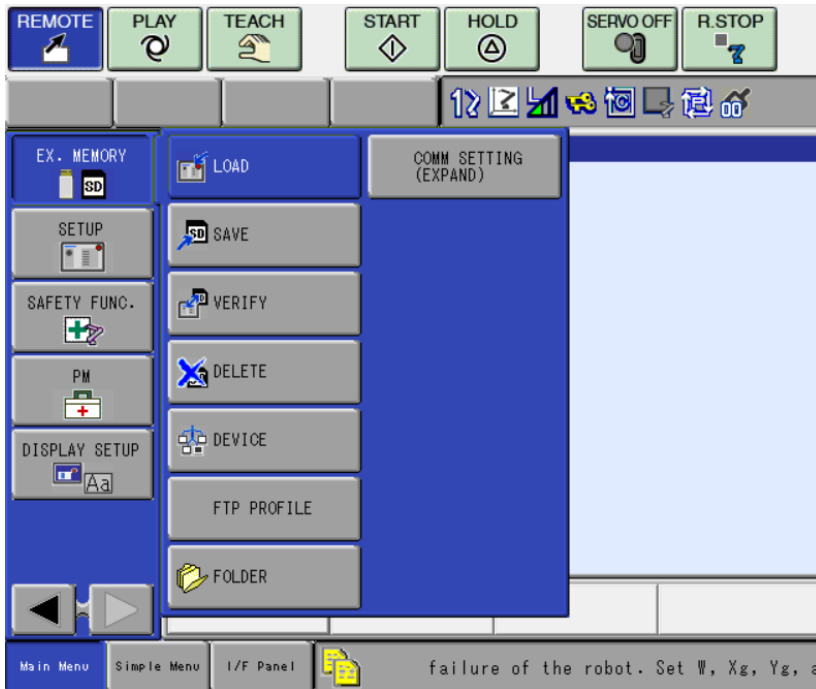 REMOTE
PLAY
TEACH
START
HOLD
SERVO OFF
R.STOP
EX. MEMORY
SD
SETUP
SAFETY FUNC.
PM
DISPLAY SETUP
Aa
LOAD
SD SAVE
VERIFY
DELETE
DEVICE
FTP PROFILE
FOLDER
COMM SETTING
(EXPAND)
Main Menu
Simple Menu
I/F Panel
failure of the robot. Set W, Xg, Yg,